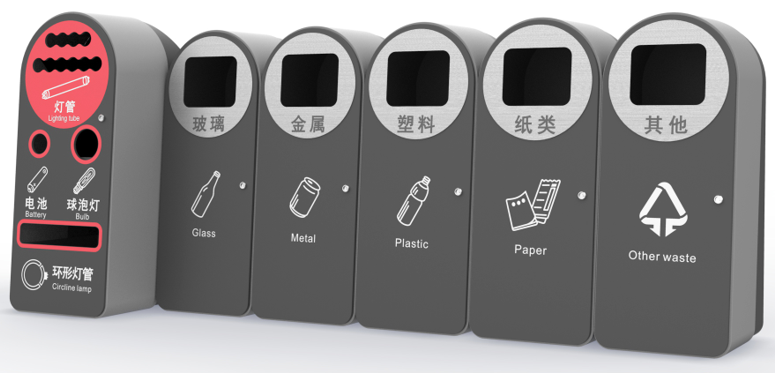 灯管
Lighting tube
电池
Battery
球泡灯
Bulb
环形灯管
Circline lamp
玻璃
Glass
金属
Metal
塑料
Plastic
纸类
Paper
其他
Other waste